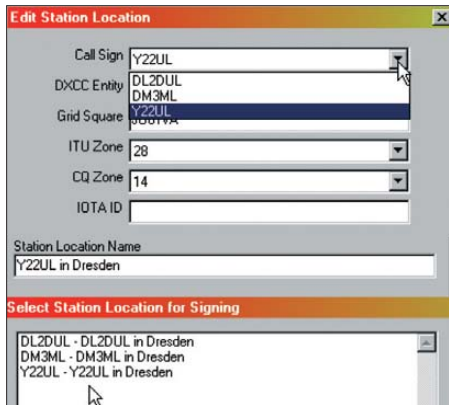 Edit Station Location
Call Sign Y22UL
DXCC Entity DL2DUL
DM3ML
Y22UL
Grid Square
ITU Zone 28
CQ Zone 14
IOTA ID
Station Location Name
Y22UL in Dresden
Select Station Location for Signing
DL2DUL - DL2DUL in Dresden
DM3ML - DM3ML in Dresden
Y22UL - Y22UL in Dresden